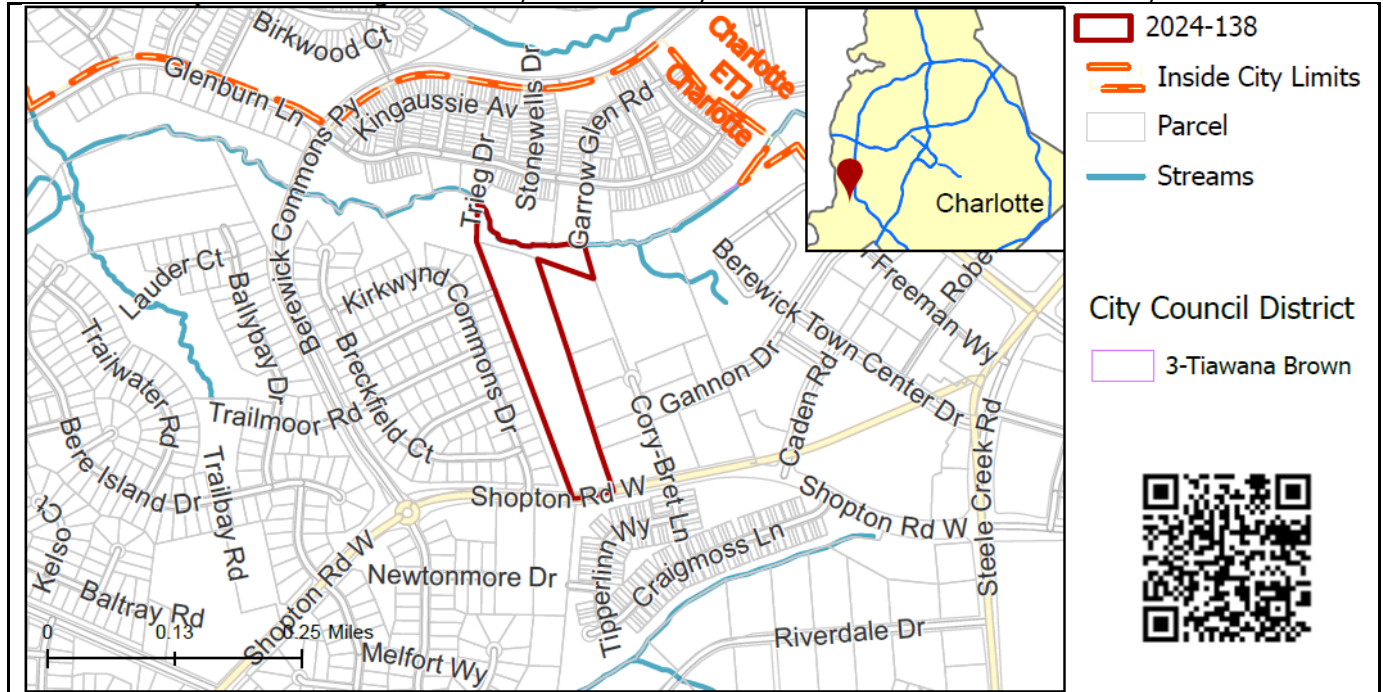 Birkwood Ct
Glenburn Ln
Kingaussie Av
Stonewells Dr
Charlotte
ETJ
Charlotte
Garrow Glen Rd
Trieg Dr
Berewick Commons Py
Lauder Ct
Ballybay Dr
Kirkwynd
Commons Dr
Breckfield Ct
Trailwater Rd
Trailmoor Rd
Bere Island Dr
Trailbay Rd
Kelso Ct
Baltray Rd
Shopton Rd W
Shopton Rd W
Newtonmore Dr
Melfort Wy
Tipperlinn Wy
Craigmoss Ln
Cory-Bret Ln
Gannon Dr
Caden Rd
Berewick Town Center Dr
Freeman Wy
Robe
Shopton Rd W
Steele Creek Rd
Riverdale Dr
0 0.13 0.25 Miles
Charlotte
2024-138
Inside City Limits
Parcel
Streams
City Council District
3-Tiawana Brown